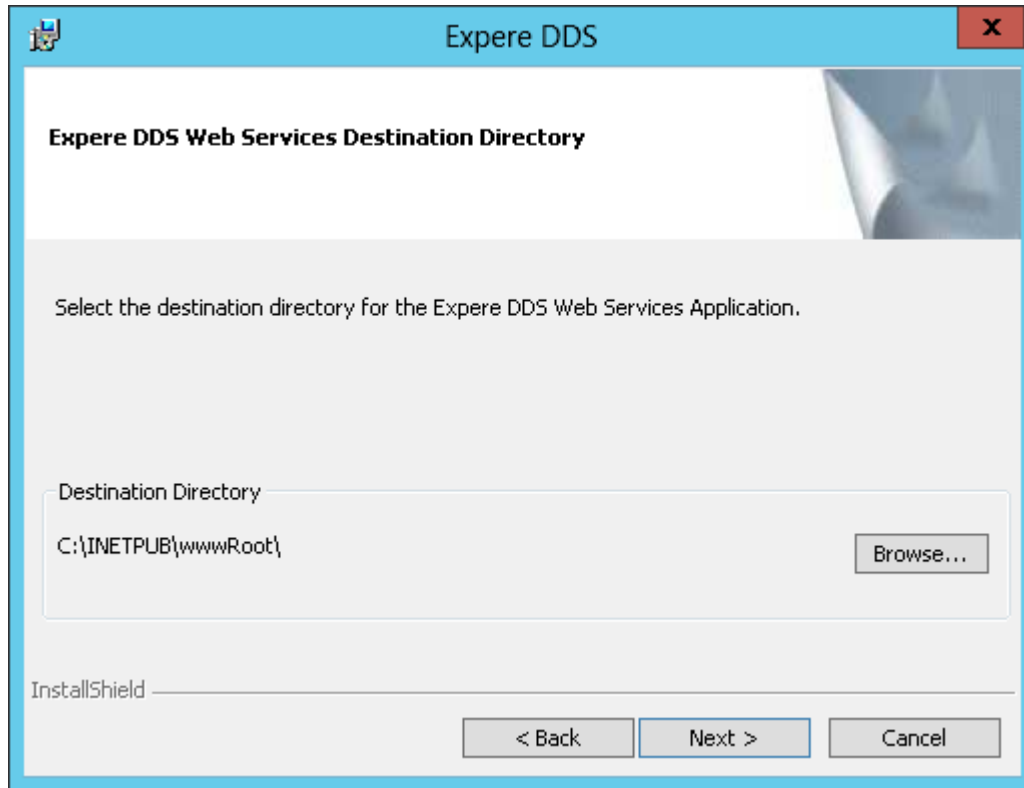 Expere DDS
x
Expere DDS Web Services Destination Directory
Select the destination directory for the Expere DDS Web Services Application.
Destination Directory
C:\INETPUB\wwwRoot\
Browse...
InstallShield
< Back
Next >
Cancel